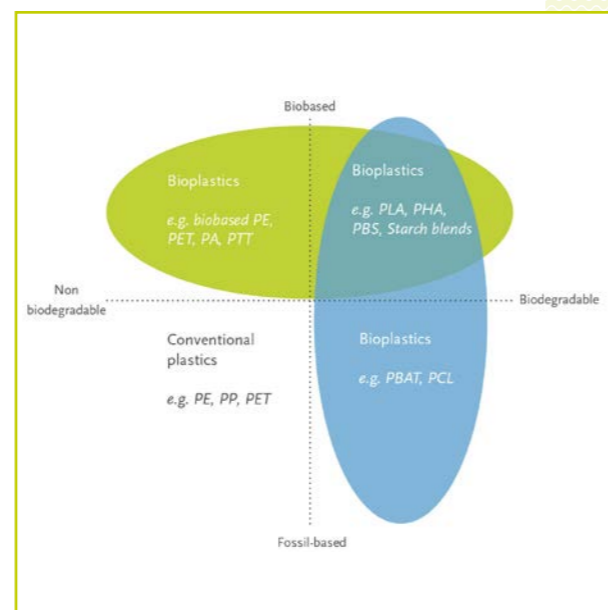 Biobased
Bioplastics
e.g. biobased PE,
PET, PA, PTT
Bioplastics
e.g. PLA, PHA,
PBS, Starch blends
Non
biodegradable
Biodegradable
Conventional
plastics
e.g. PE, PP, PET
Bioplastics
e.g. PBAT, PCL
Fossil-based